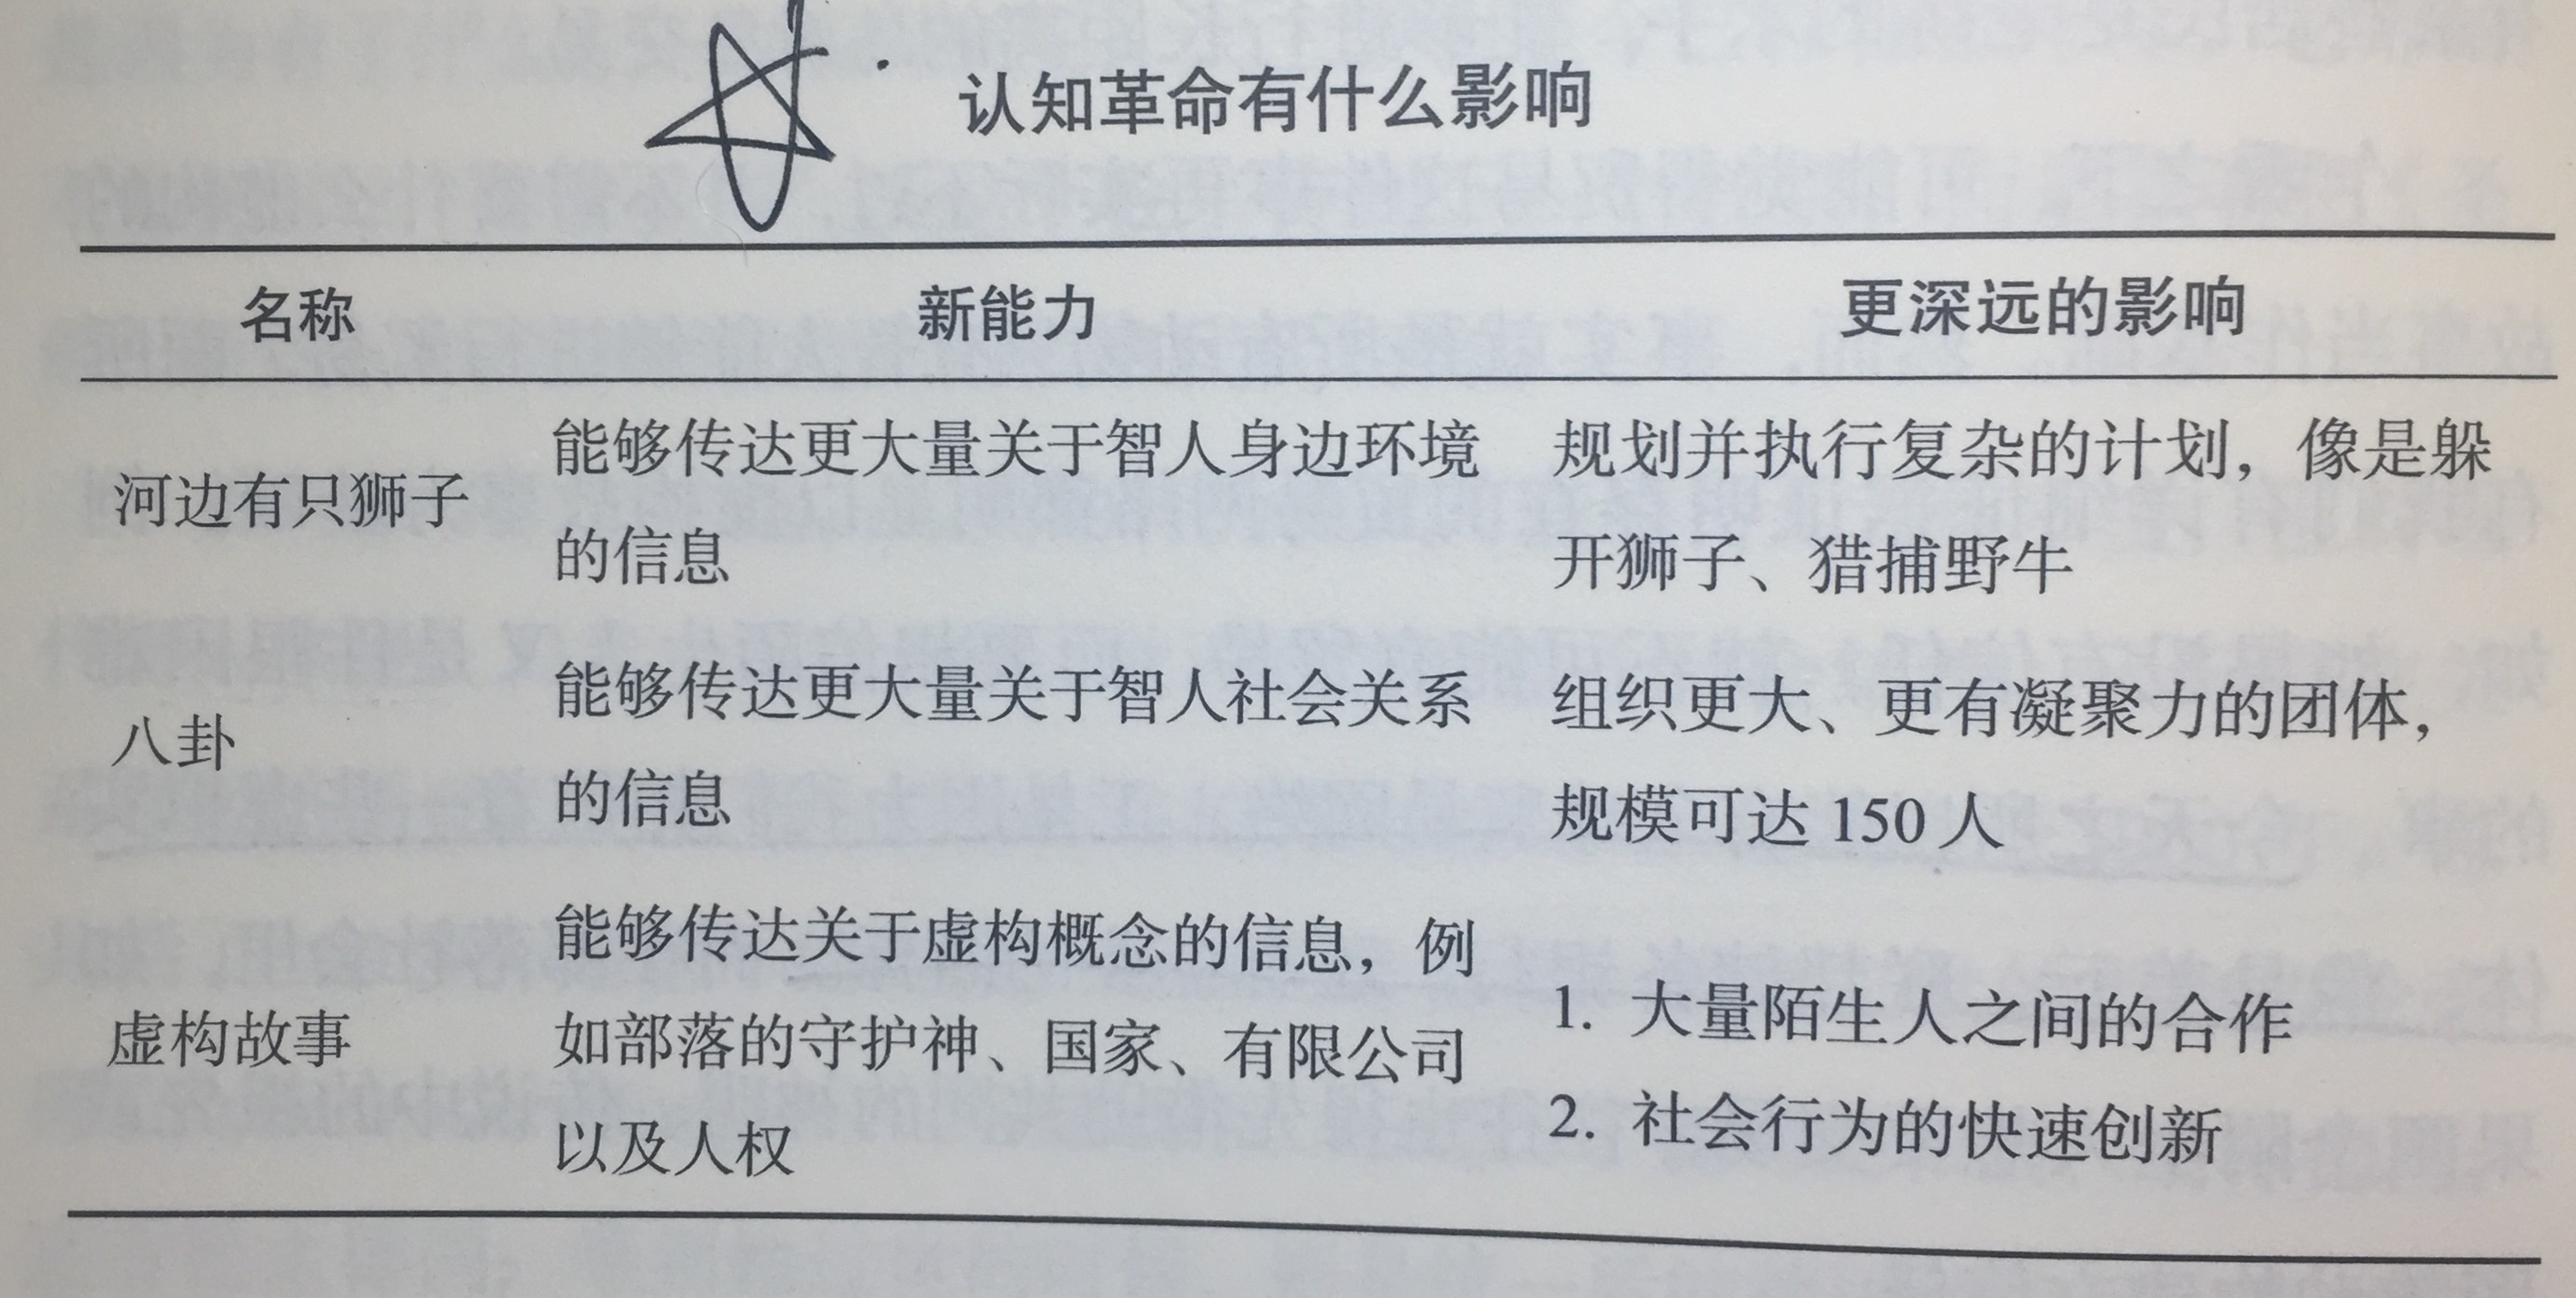 认知革命有什么影响
名称 新能力 更深远的影响
能够传达更大量关于智人身边环境 规划并执行复杂的计划，像是躲
河边有只狮子
的信息 开狮子、猎捕野牛
能够传达更大量关于智人社会关系 组织更大、更有凝聚力的团体，
八卦
的信息 规模可达 150 人
能够传达关于虚构概念的信息，例
虚构故事 如部落的守护神、国家、有限公司 1. 大量陌生人之间的合作
以及人权 2. 社会行为的快速创新